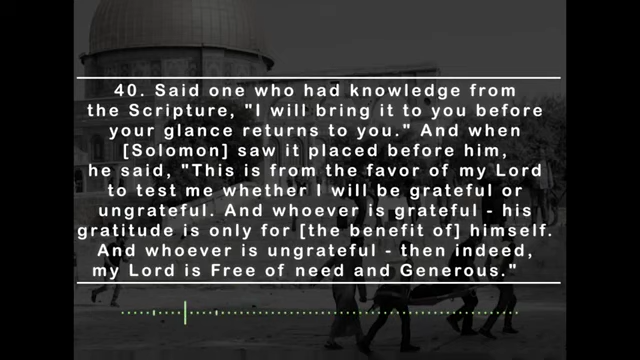 40. Said one who had knowledge from
the Scripture, "I will bring it to you before
your glance returns to you." And when
[Solomon] saw it placed before him,
he said, "This is from the favor of my Lord
to test me whether I will be grateful or
ungrateful. And whoever is grateful - his
gratitude is only for [the benefit of] himself.
And whoever is ungrateful - then indeed,
my Lord is Free of need and Generous."